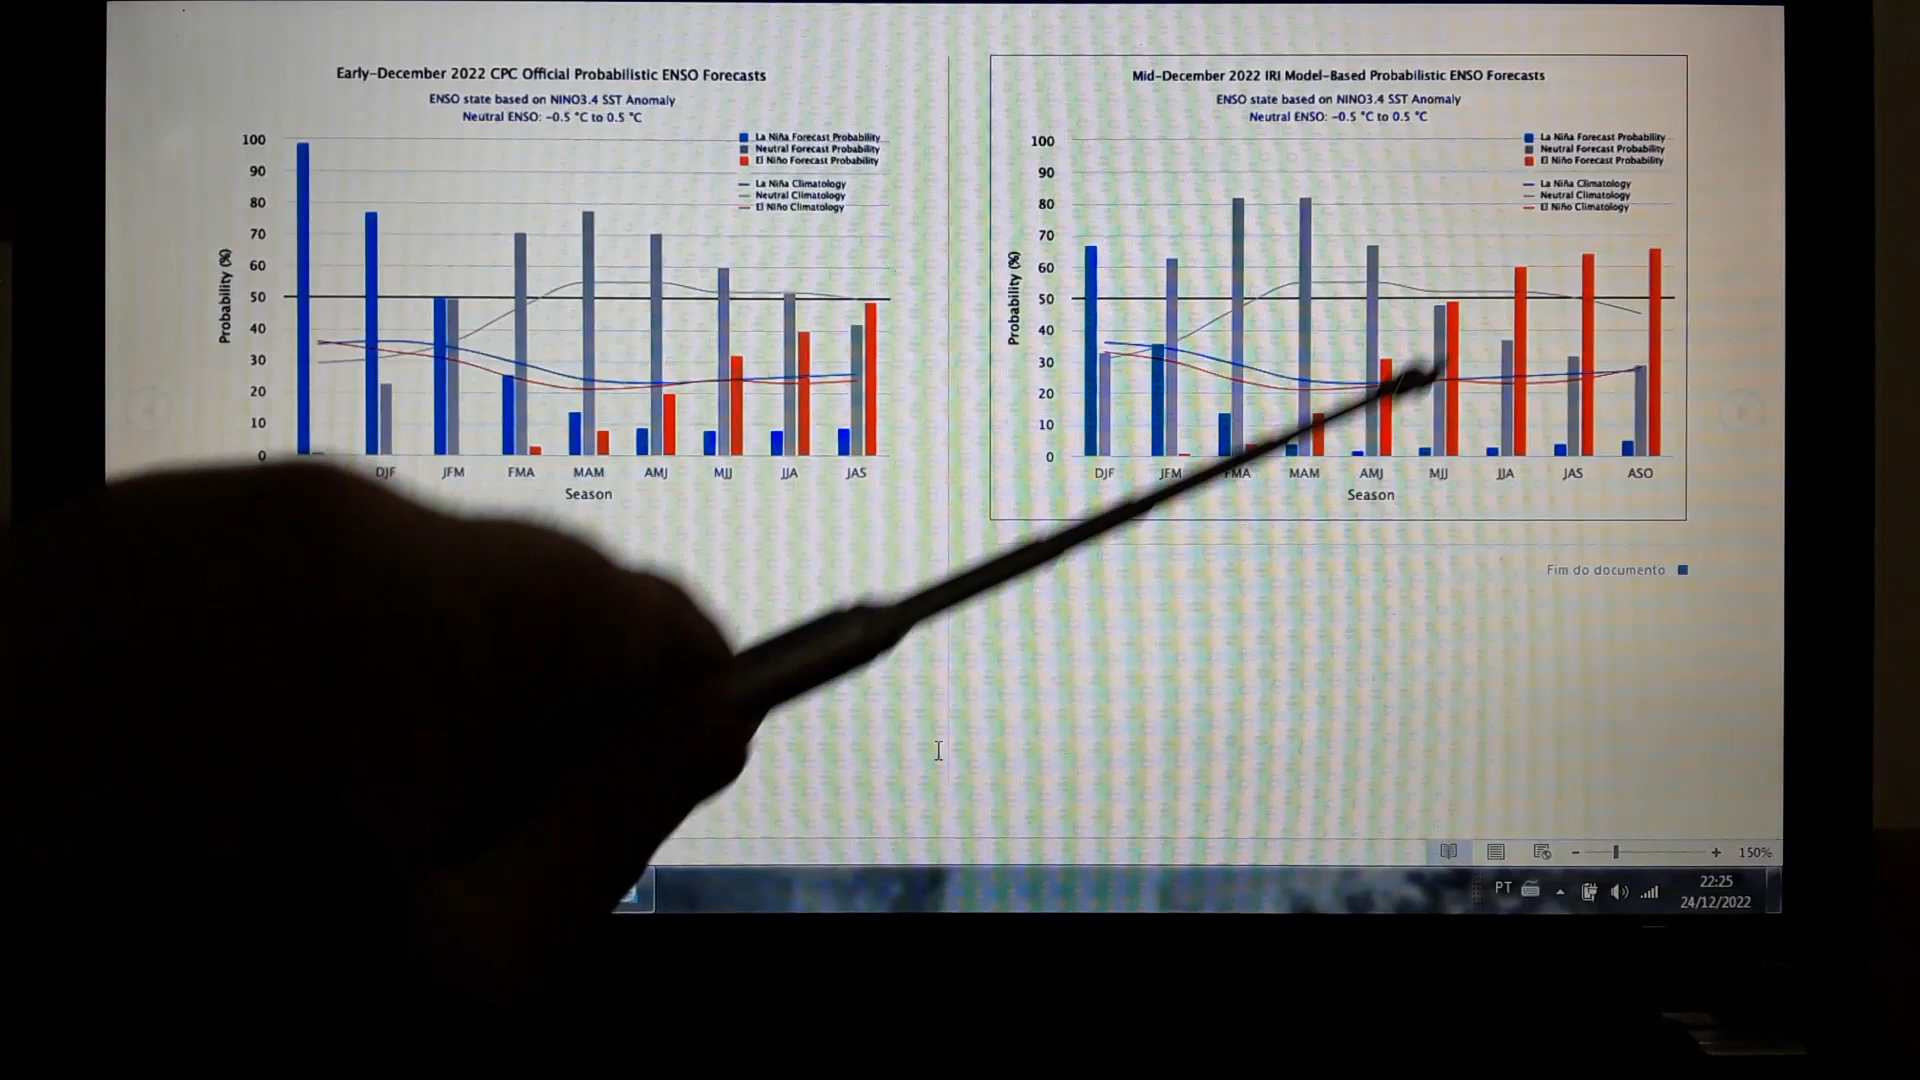 Early-December 2022 CPC Official Probabilistic ENSO Forecasts
ENSO state based on NINO3.4 SST Anomaly
Neutral ENSO: -0.5 °C to 0.5 °C
La Niña Forecast Probability
Neutral Forecast Probability
El Niño Forecast Probability
La Niña Climatology
Neutral Climatology
El Niño Climatology
100
90
80
70
60
50
40
30
20
10
0
Probability (%)
DJF JFM FMA MAM AMJ MJJ JJA JAS
Season
Mid-December 2022 IRI Model-Based Probabilistic ENSO Forecasts
ENSO state based on NINO3.4 SST Anomaly
Neutral ENSO: -0.5 °C to 0.5 °C
La Niña Forecast Probability
Neutral Forecast Probability
El Niño Forecast Probability
La Niña Climatology
Neutral Climatology
El Niño Climatology
100
90
80
70
60
50
40
30
20
10
0
Probability (%)
DJF JFM FMA MAM AMJ MJJ JJA JAS ASO
Season
Fim do documento
150%
PT
22:25
24/12/2022